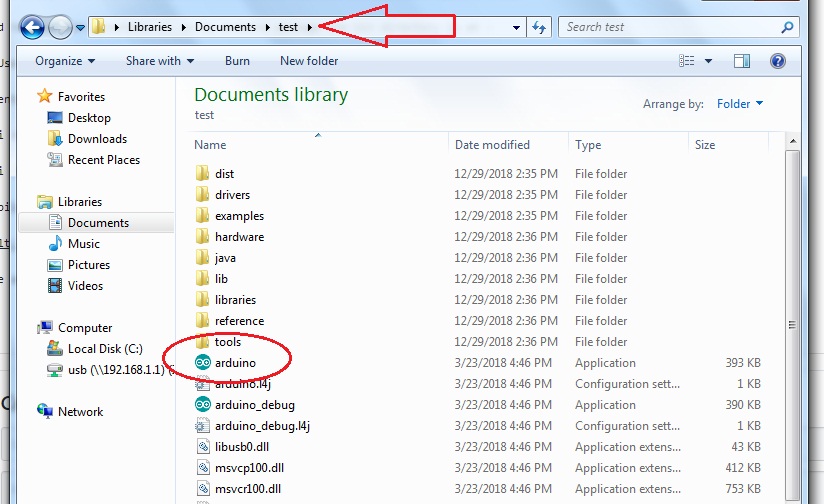 Libraries Documents test Search test
Organize Share with Burn New folder
Favorites
Desktop
Downloads
Recent Places
Libraries
Documents
Music
Pictures
Videos
Computer
Local Disk (C:)
usb (\\192.168.1.1) (
Network
Documents library
test
Arrange by: Folder
Name Date modified Type Size
dist 12/29/2018 2:35 PM File folder
drivers 12/29/2018 2:35 PM File folder
examples 12/29/2018 2:35 PM File folder
hardware 12/29/2018 2:36 PM File folder
java 12/29/2018 2:36 PM File folder
lib 12/29/2018 2:36 PM File folder
libraries 12/29/2018 2:36 PM File folder
reference 12/29/2018 2:36 PM File folder
tools 12/29/2018 2:36 PM File folder
arduino 3/23/2018 4:46 PM Application 393 KB
arduino.l4j 3/23/2018 4:46 PM Configuration sett... 1 KB
arduino_debug 3/23/2018 4:46 PM Application 390 KB
arduino_debug.l4j 3/23/2018 4:46 PM Configuration sett... 1 KB
libusb0.dll 3/23/2018 4:46 PM Application extens... 43 KB
msvcp100.dll 3/23/2018 4:46 PM Application extens... 412 KB
msvcr100.dll 3/23/2018 4:46 PM Application extens... 753 KB